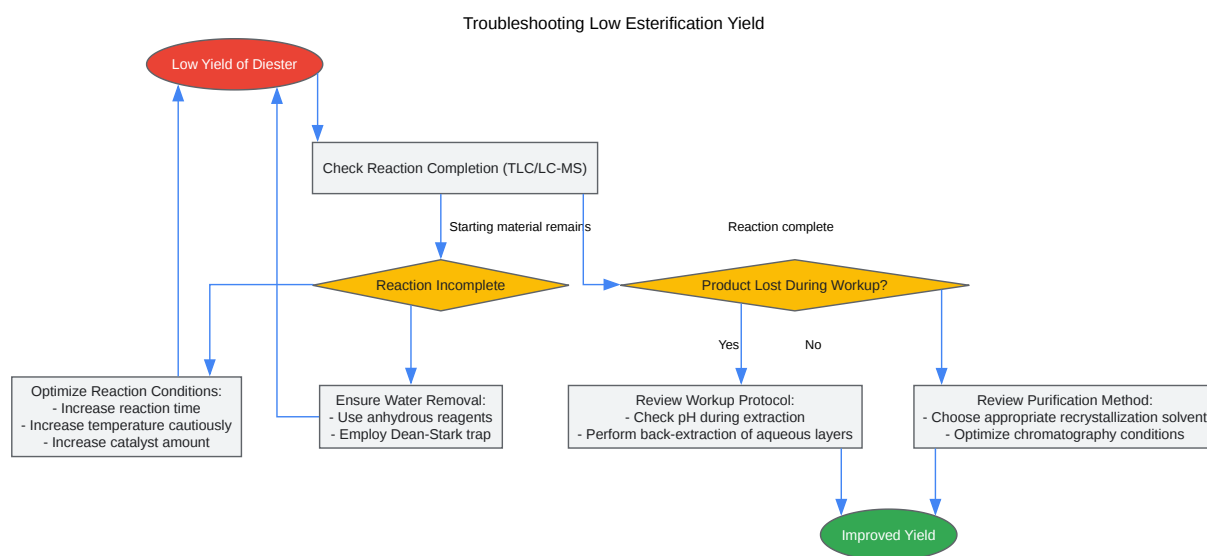 Troubleshooting Low Esterification Yield
Low Yield of Diester
Check Reaction Completion (TLC/LC-MS)
Starting material remains
Reaction complete
Reaction Incomplete
Product Lost During Workup?
Yes
No
Optimize Reaction Conditions:
- Increase reaction time
- Increase temperature cautiously
- Increase catalyst amount
Ensure Water Removal:
- Use anhydrous reagents
- Employ Dean-Stark trap
Review Workup Protocol:
- Check pH during extraction
- Perform back-extraction of aqueous layers
Review Purification Method:
- Choose appropriate recrystallization solvent
- Optimize chromatography conditions
Improved Yield